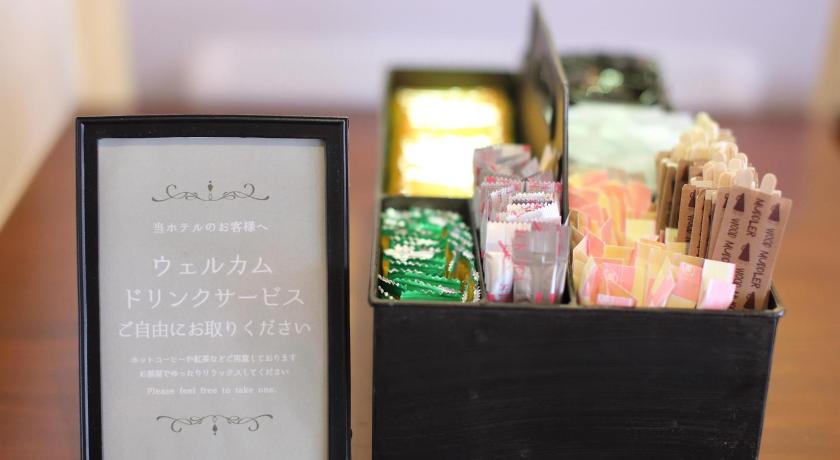 当ホテルのお客様へ
ウェルカム
ドリンクサービス
ご自由にお取りください
ホットコーヒーや紅茶などご用意しております
お部屋でゆったりリラックスしてください
Please feel free to take one.
WOOD MUDDLER
WOOD MUDDLER